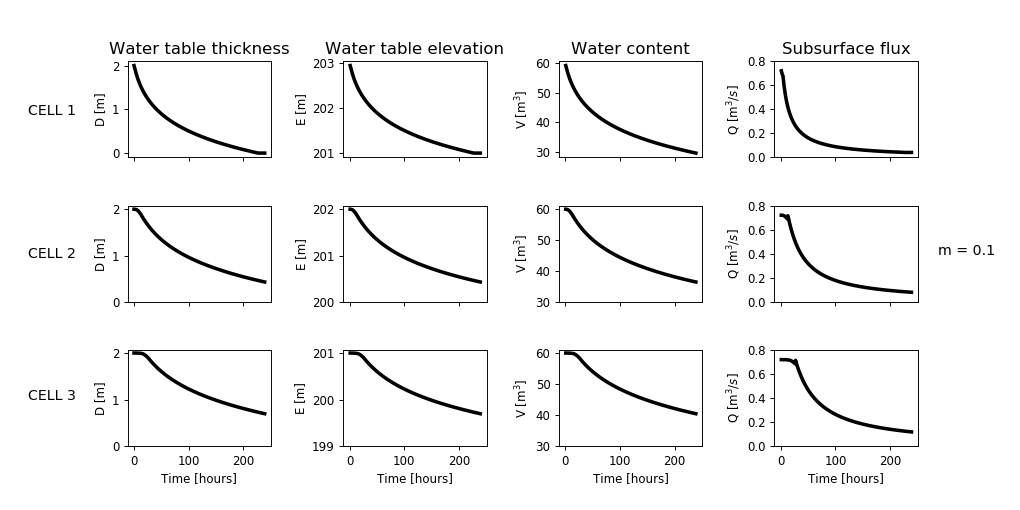 Water table thickness Water table elevation Water content Subsurface flux
CELL 1
D [m]
2
1
0
E [m]
203
202
201
V [m³]
60
50
40
30
Q [m³/s]
0.8
0.6
0.4
0.2
0.0
CELL 2
D [m]
2
1
0
E [m]
202
201
200
V [m³]
60
50
40
30
Q [m³/s]
0.8
0.6
0.4
0.2
0.0
m = 0.1
CELL 3
D [m]
2
1
0
E [m]
201
200
199
V [m³]
60
50
40
30
Q [m³/s]
0.8
0.6
0.4
0.2
0.0
0 100 200 0 100 200 0 100 200 0 100 200
Time [hours] Time [hours] Time [hours] Time [hours]